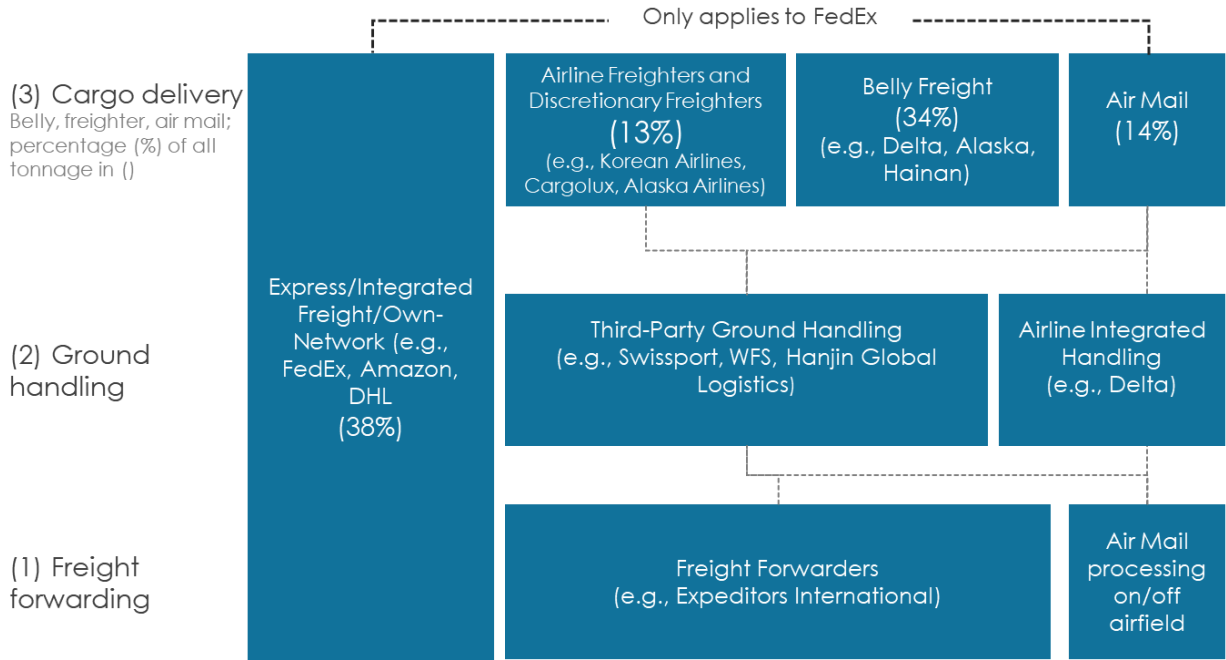 Only applies to FedEx
(3) Cargo delivery
Belly, freighter, air mail;
percentage (%) of all
tonnage in ()
Airline Freighters and
Discretionary Freighters
(13%)
(e.g., Korean Airlines,
Cargolux, Alaska Airlines)
Belly Freight
(34%)
(e.g., Delta, Alaska,
Hainan)
Air Mail
(14%)
Express/Integrated
Freight/Own-
Network (e.g.,
FedEx, Amazon,
DHL
(38%)
(2) Ground
handling
Third-Party Ground Handling
(e.g., Swissport, WFS, Hanjin Global
Logistics)
Airline Integrated
Handling
(e.g., Delta)
(1) Freight
forwarding
Freight Forwarders
(e.g., Expeditors International)
Air Mail
processing
on/off
airfield